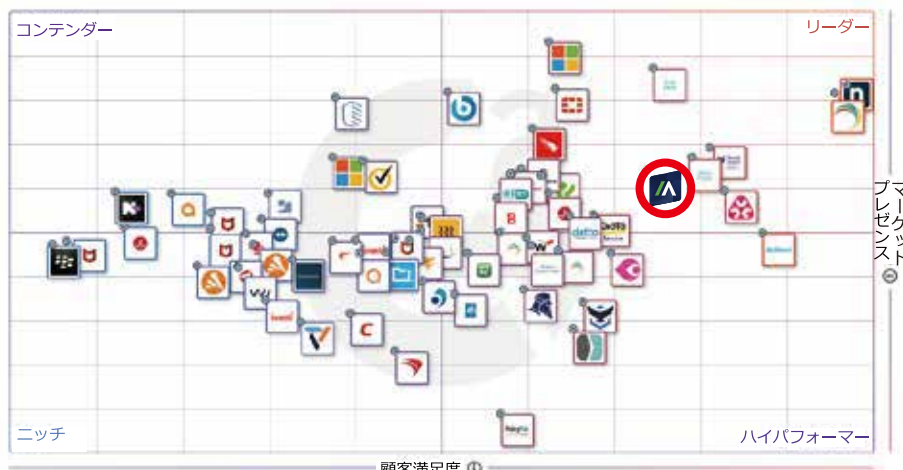 コンテンダー
リーダー
マーケット
プレゼンス
datto
ニッチ
ハイパフォーマー
顧客満足度